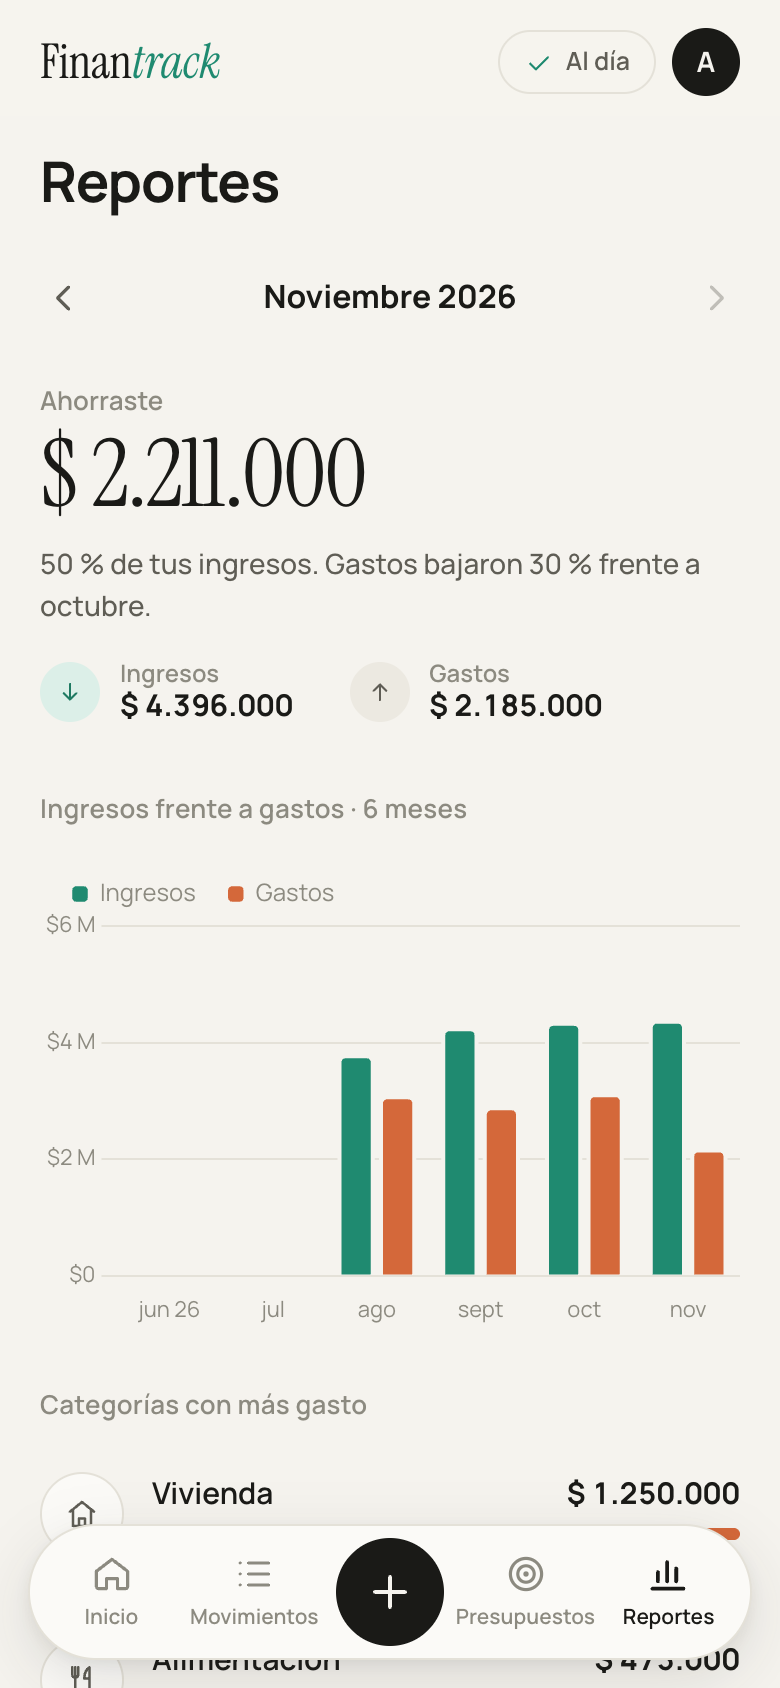 Finantrack
Al día
A
Reportes
Noviembre 2026
Ahorraste
$ 2.211.000
50 % de tus ingresos. Gastos bajaron 30 % frente a
octubre.
Ingresos
$ 4.396.000
Gastos
$ 2.185.000
Ingresos frente a gastos · 6 meses
Ingresos
Gastos
$6 M
$4 M
$2 M
$0
jun 26
jul
ago
sept
oct
nov
Categorías con más gasto
Vivienda
$ 1.250.000
Inicio
Movimientos
Presupuestos
Reportes
Alimentación
$ 475.000